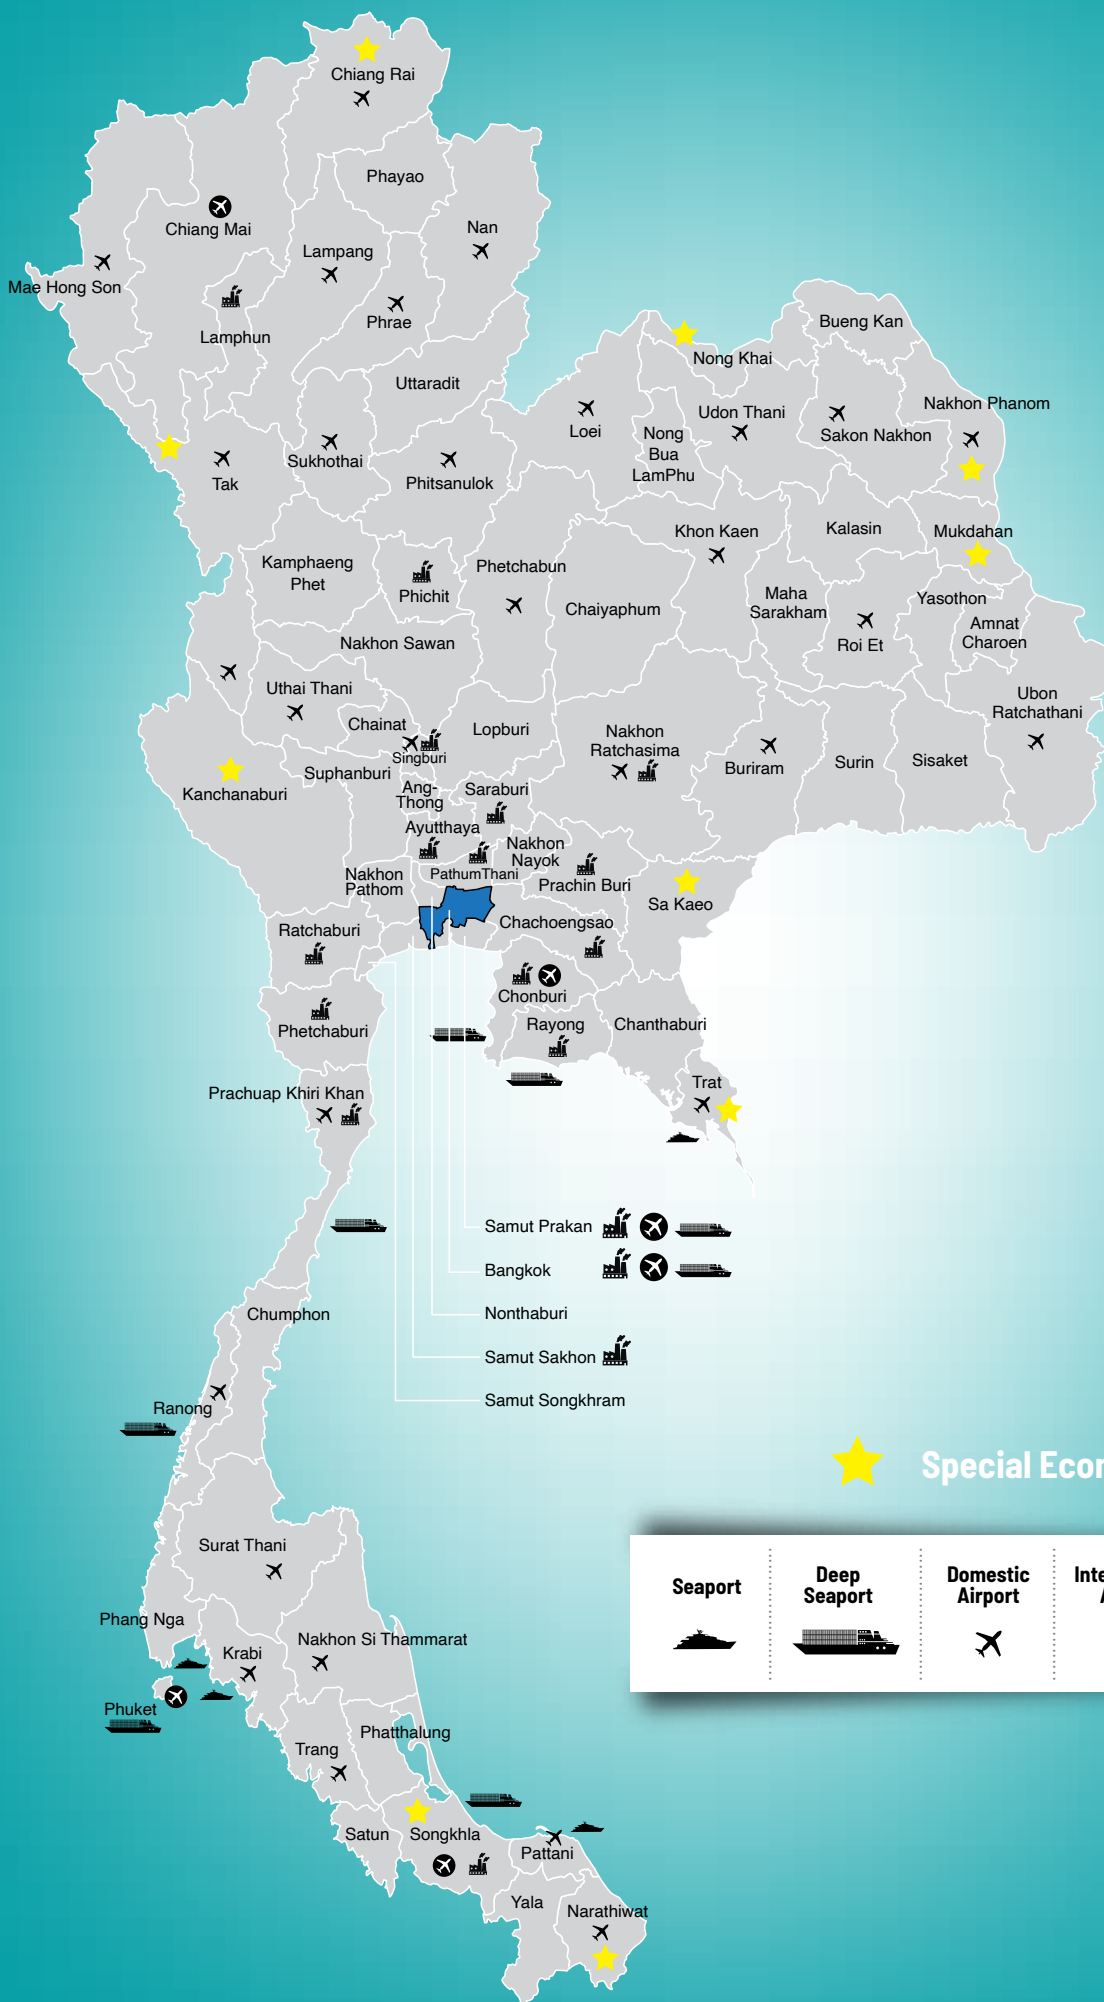 Chiang Rai
Phayao
Nan
Chiang Mai
Lampang
Mae Hong Son
Phrae
Lamphun
Bueng Kan
Nong Khai
Uttaradit
Nakhon Phanom
Udon Thani
Loei
Sakon Nakhon
Nong
Bua
LamPhu
Sukhothai
Tak
Phitsanulok
Khon Kaen
Kalasin
Mukdahan
Kamphaeng
Phet
Phetchabun
Phichit
Chaiyaphum
Maha
Sarakham
Yasothon
Amnat
Charoen
Roi Et
Nakhon Sawan
Uthai Thani
Ubon
Ratchathani
Chainat
Lopburi
Nakhon
Ratchasima
Singburi
Suphanburi
Buriram
Surin
Sisaket
Kanchanaburi
Ang-
Thong
Saraburi
Ayutthaya
Nakhon
Nayok
Nakhon
Pathom
PathumThani
Prachin Buri
Sa Kaeo
Ratchaburi
Chachoengsao
Chonburi
Phetchaburi
Rayong
Chanthaburi
Trat
Prachuap Khiri Khan
Samut Prakan
Bangkok
Nonthaburi
Samut Sakhon
Samut Songkhram
Chumphon
Ranong
Special Econ
Surat Thani
Seaport
Deep
Seaport
Domestic
Airport
Inte
A
Phang Nga
Krabi
Nakhon Si Thammarat
Phuket
Phatthalung
Trang
Satun
Songkhla
Pattani
Yala
Narathiwat